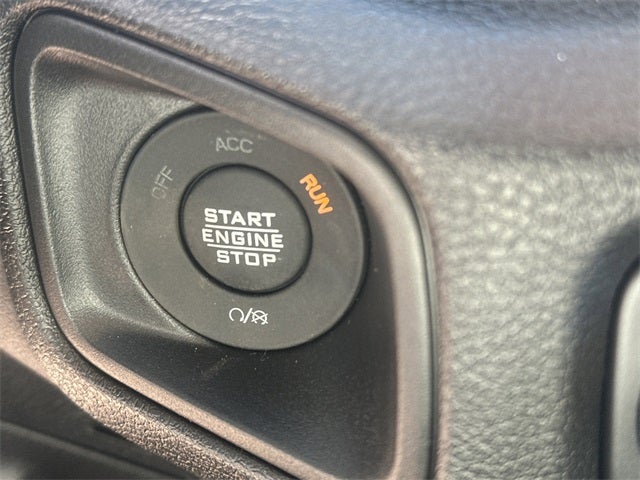 OFF
ACC
RUN
START
ENGINE
STOP